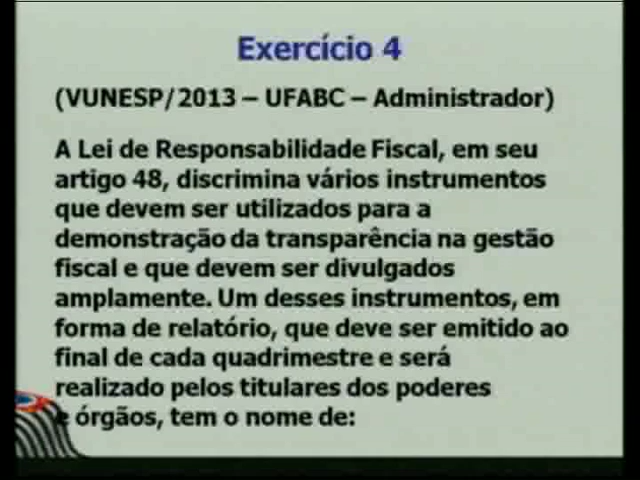 Exercício 4
(VUNESP/2013 – UFABC – Administrador)
A Lei de Responsabilidade Fiscal, em seu
artigo 48, discrimina vários instrumentos
que devem ser utilizados para a
demonstração da transparência na gestão
fiscal e que devem ser divulgados
amplamente. Um desses instrumentos, em
forma de relatório, que deve ser emitido ao
final de cada quadrimestre e será
realizado pelos titulares dos poderes
e órgãos, tem o nome de: